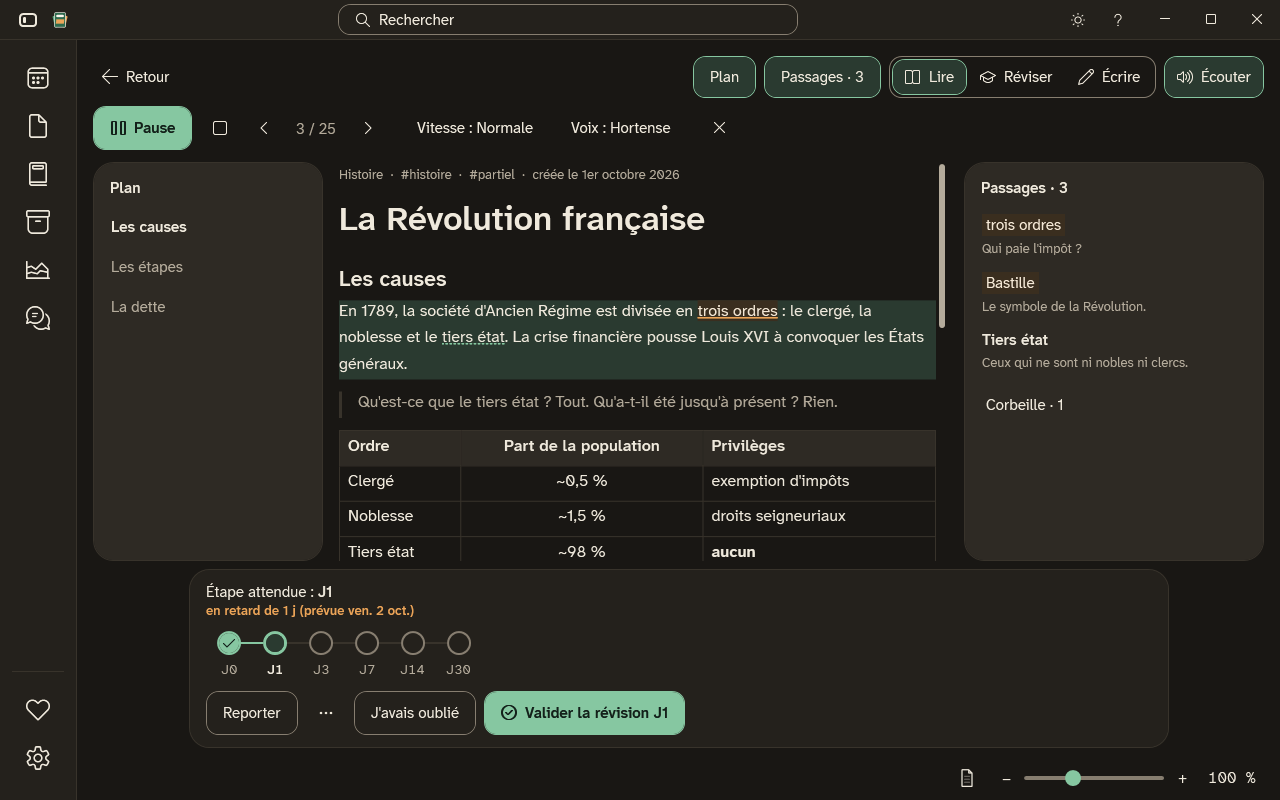 Rechercher
?
Retour
Plan
Passages · 3
Lire
Réviser
Écrire
Écouter
Pause
3 / 25
Vitesse : Normale
Voix : Hortense
Plan
Les causes
Les étapes
La dette
Histoire · #histoire · #partiel · créée le 1er octobre 2026
La Révolution française
Les causes
En 1789, la société d'Ancien Régime est divisée en trois ordres : le clergé, la
noblesse et le tiers état. La crise financière pousse Louis XVI à convoquer les États
généraux.
Qu'est-ce que le tiers état ? Tout. Qu'a-t-il été jusqu'à présent ? Rien.
Ordre Part de la population Privilèges
Clergé ~0,5 % exemption d'impôts
Noblesse ~1,5 % droits seigneuriaux
Tiers état ~98 % aucun
Passages · 3
trois ordres
Qui paie l'impôt ?
Bastille
Le symbole de la Révolution.
Tiers état
Ceux qui ne sont ni nobles ni clercs.
Corbeille · 1
Étape attendue : J1
en retard de 1 j (prévue ven. 2 oct.)
J0 J1 J3 J7 J14 J30
Reporter
···
J'avais oublié
Valider la révision J1
– + 100 %